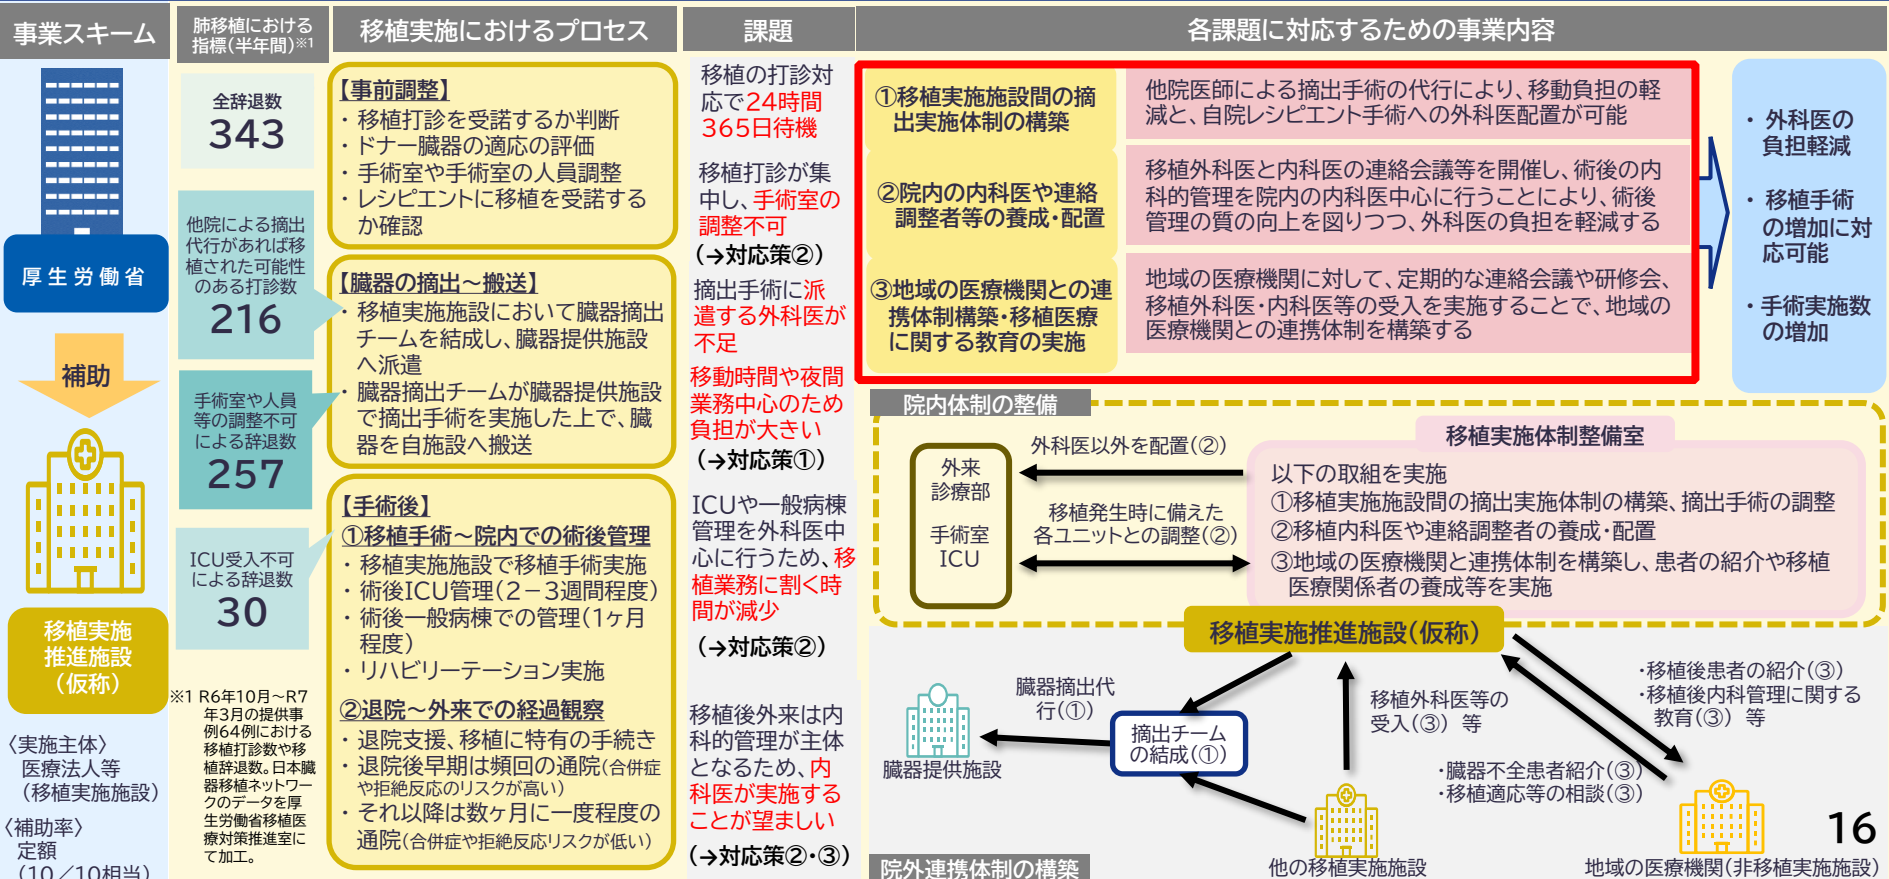 事業スキーム
厚生労働省
補助
移植実施
推進施設
（仮称）
〈実施主体〉
医療法人等
（移植実施施設）
〈補助率〉
定額
（10／10相当）
肺移植における
指標（半年間）※1
全辞退数
343
他院による摘出
代行があれば移
植された可能性
のある打診数
216
手術室や人員
等の調整不可
による辞退数
257
ICU受入不可
による辞退数
30
※1 R6年10月～R7
年3月の提供事
例64例における
移植打診数や移
植辞退数。日本臓
器移植ネットワー
クのデータを厚
生労働省移植医
療対策推進室に
て加工。
移植実施におけるプロセス
【事前調整】
・ 移植打診を受諾するか判断
・ ドナー臓器の適応の評価
・ 手術室や手術室の人員調整
・ レシピエントに移植を受諾する
か確認
【臓器の摘出～搬送】
・ 移植実施施設において臓器摘出
チームを結成し、臓器提供施設
へ派遣
・ 臓器摘出チームが臓器提供施設
で摘出手術を実施した上で、臓
器を自施設へ搬送
【手術後】
①移植手術～院内での術後管理
・ 移植実施施設で移植手術実施
・ 術後ICU管理（2－3週間程度）
・ 術後一般病棟での管理（1ヶ月
程度）
・ リハビリーテーション実施
②退院～外来での経過観察
・ 退院支援、移植に特有の手続き
・ 退院後早期は頻回の通院（合併症
や拒絶反応のリスクが高い）
・ それ以降は数ヶ月に一度程度の
通院（合併症や拒絶反応リスクが低い）
課題
移植の打診対
応で24時間
365日待機
移植打診が集
中し、手術室の
調整不可
（→対応策②）
摘出手術に派
遣する外科医が
不足
移動時間や夜間
業務中心のため
負担が大きい
（→対応策①）
ICUや一般病棟
管理を外科医中
心に行うため、移
植業務に割く時
間が減少
（→対応策②）
移植後外来は内
科的管理が主体
となるため、内
科医が実施する
ことが望ましい
（→対応策②・③）
各課題に対応するための事業内容
①移植実施施設間の摘
出実施体制の構築
他院医師による摘出手術の代行により、移動負担の軽
減と、自院レシピエント手術への外科医配置が可能
②院内の内科医や連絡
調整者等の養成・配置
移植外科医と内科医の連絡会議等を開催し、術後の内
科的管理を院内の内科医中心に行うことにより、術後
管理の質の向上を図りつつ、外科医の負担を軽減する
③地域の医療機関との連
携体制構築・移植医療
に関する教育の実施
地域の医療機関に対して、定期的な連絡会議や研修会、
移植外科医・内科医等の受入を実施することで、地域の
医療機関との連携体制を構築する
・ 外科医の
負担軽減
・ 移植手術
の増加に対
応可能
・ 手術実施数
の増加
院内体制の整備
外来
診療部
手術室
ICU
外科医以外を配置（②）
移植発生時に備えた
各ユニットとの調整（②）
移植実施体制整備室
以下の取組を実施
①移植実施施設間の摘出実施体制の構築、摘出手術の調整
②移植内科医や連絡調整者の養成・配置
③地域の医療機関と連携体制を構築し、患者の紹介や移植
医療関係者の養成等を実施
移植実施推進施設（仮称）
臓器摘出代
行（①）
摘出チーム
の結成（①）
臓器提供施設
移植外科医等の
受入（③） 等
・移植後患者の紹介（③）
・移植後内科管理に関する
教育（③） 等
・臓器不全患者紹介（③）
・移植適応等の相談（③）
他の移植実施施設
地域の医療機関（非移植実施施設）
院外連携体制の構築
16